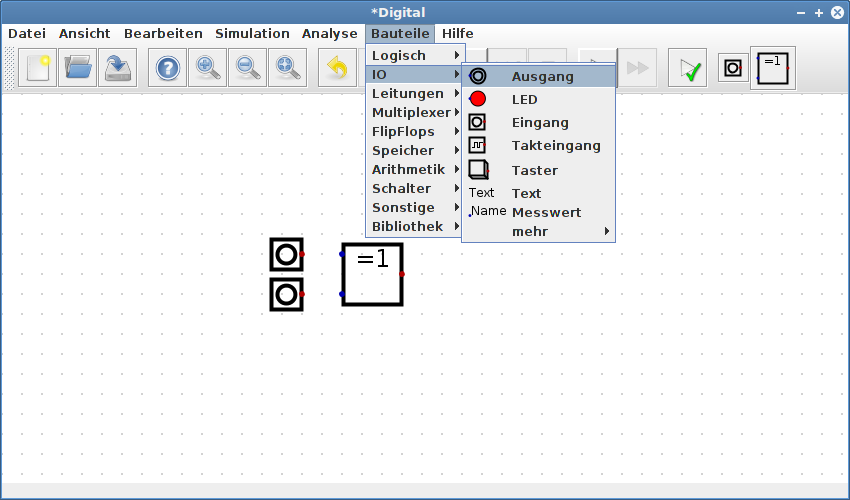 *Digital
Datei Ansicht Bearbeiten Simulation Analyse Bauteile Hilfe
=1
Logisch
IO
Leitungen
Multiplexer
FlipFlops
Speicher
Arithmetik
Schalter
Sonstige
Bibliothek
Ausgang
LED
Eingang
Takteingang
Taster
Text Text
Name Messwert
mehr
=1